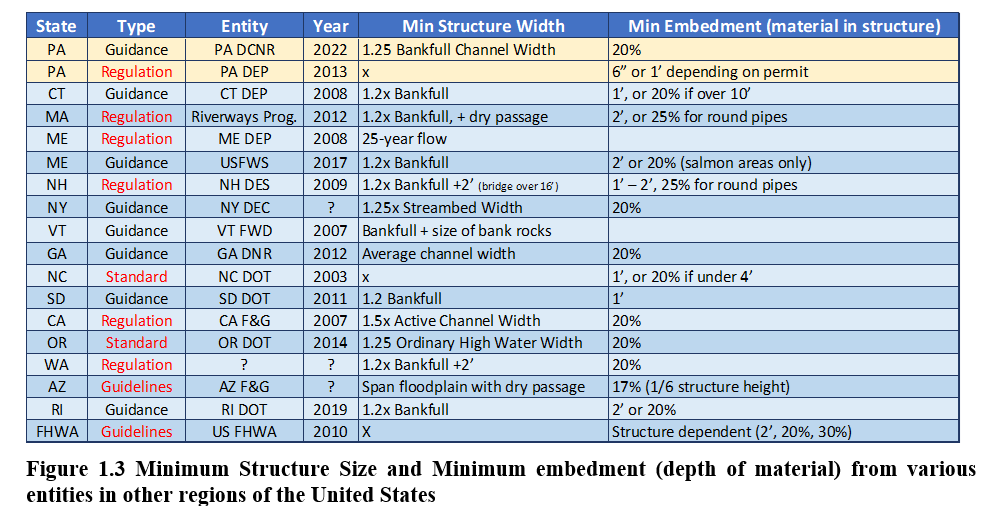 State Type Entity Year Min Structure Width Min Embedment (material in structure)
PA Guidance PA DCNR 2022 1.25 Bankfull Channel Width 20%
PA Regulation PA DEP 2013 x 6” or 1’ depending on permit
CT Guidance CT DEP 2008 1.2x Bankfull 1’, or 20% if over 10’
MA Regulation Riverways Prog. 2012 1.2x Bankfull, + dry passage 2’, or 25% for round pipes
ME Regulation ME DEP 2008 25-year flow
ME Guidance USFWS 2017 1.2x Bankfull 2’ or 20% (salmon areas only)
NH Regulation NH DES 2009 1.2x Bankfull +2’ (bridge over 16’) 1’ – 2’, 25% for round pipes
NY Guidance NY DEC ? 1.25x Streambed Width 20%
VT Guidance VT FWD 2007 Bankfull + size of bank rocks
GA Guidance GA DNR 2012 Average channel width 20%
NC Standard NC DOT 2003 x 1’, or 20% if under 4’
SD Guidance SD DOT 2011 1.2 Bankfull 1’
CA Regulation CA F&G 2007 1.5x Active Channel Width 20%
OR Standard OR DOT 2014 1.25 Ordinary High Water Width 20%
WA Regulation ? ? 1.2x Bankfull +2’ 20%
AZ Guidelines AZ F&G ? Span floodplain with dry passage 17% (1/6 structure height)
RI Guidance RI DOT 2019 1.2x Bankfull 2’ or 20%
FHWA Guidelines US FHWA 2010 X Structure dependent (2’, 20%, 30%)
Figure 1.3 Minimum Structure Size and Minimum embedment (depth of material) from various
entities in other regions of the United States